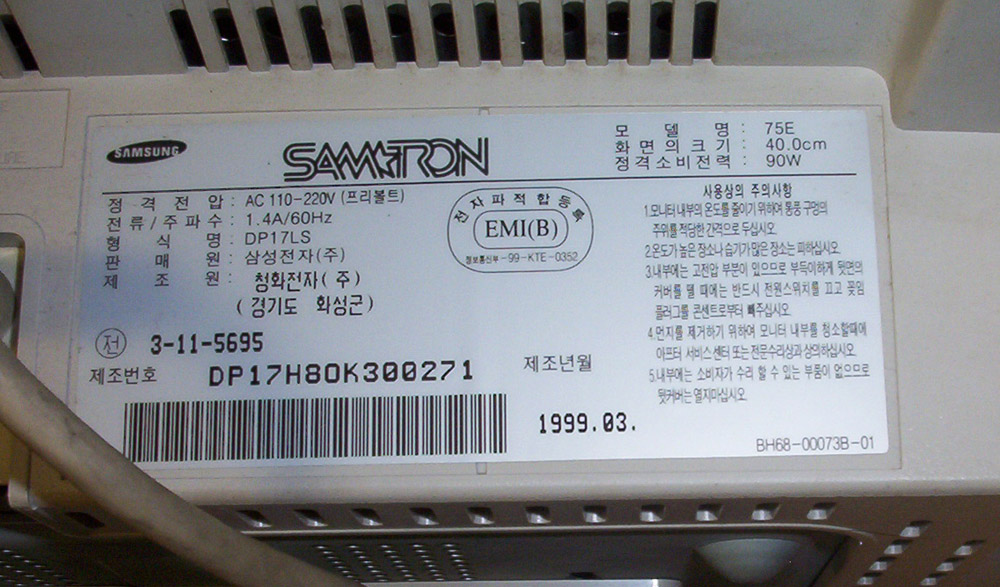 SAMSUNG
SAMTRON
모 델 명 : 75E
화 면 의 크 기 : 40.0cm
정 격 소 비 전 력 : 90W
정 격 전 압 : AC 110-220V (프리볼트)
전 류 / 주 파 수 : 1.4A/60Hz
형 식 명 : DP17LS
판 매 원 : 삼성전자(주)
제 조 원 : 청화전자(주)
(경기도 화성군)
전자파적합등록
EMI(B)
정보통신부-99-KTE-0352
전 3-11-5695
제조번호 DP17H80K300271
제조년월
1999.03.
사용상의 주의사항
1.모니터 내부의 온도를 줄이기 위하여 통풍 구멍의
주위를 적당한 간격으로 두십시오.
2.온도가 높은 장소나 습기가 많은 장소는 피하십시오.
3.내부에는 고전압 부분이 있으므로 부득이하게 뒷면의
커버를 뗄 때에는 반드시 전원스위치를 끄고 꽂임
플러그를 콘센트로부터 빼주십시오.
4.먼지를 제거하기 위하여 모니터 내부를 청소할때에
아프터 서비스 센터 또는 전문수리상과 상의하십시오.
5.내부에는 소비자가 수리 할 수 있는 부품이 없으므로
뒷커버는 열지마십시오.
BH68-00073B-01